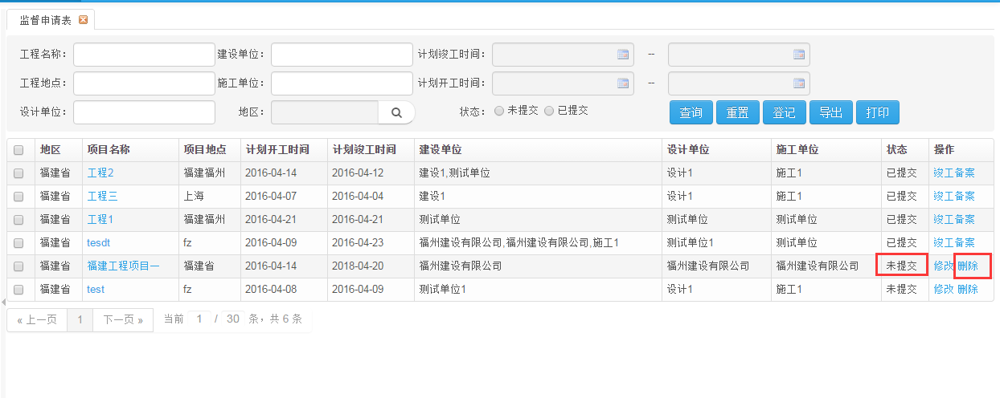 监督申请表
工程名称： 建设单位： 计划竣工时间： --
工程地点： 施工单位： 计划开工时间： --
设计单位： 地区： 状态： 未提交 已提交 查询 重置 登记 导出 打印
地区 项目名称 项目地点 计划开工时间 计划竣工时间 建设单位 设计单位 施工单位 状态 操作
福建省 工程2 福建福州 2016-04-14 2016-04-12 建设1,测试单位 设计1 施工1 已提交 竣工备案
福建省 工程三 上海 2016-04-07 2016-04-04 建设1 设计1 施工1 已提交 竣工备案
福建省 工程1 福建福州 2016-04-21 2016-04-21 测试单位 测试单位 测试单位 已提交 竣工备案
福建省 tesdt fz 2016-04-09 2016-04-23 福州建设有限公司,福州建设有限公司,施工1 测试单位1 测试单位 已提交 竣工备案
福建省 福建工程项目一 福建省 2016-04-14 2018-04-20 福州建设有限公司 福州建设有限公司 福州建设有限公司 未提交 修改 删除
福建省 test fz 2016-04-08 2016-04-09 测试单位1 设计1 施工1 未提交 修改 删除
« 上一页 1 下一页 » 当前 1 / 30 条，共 6 条